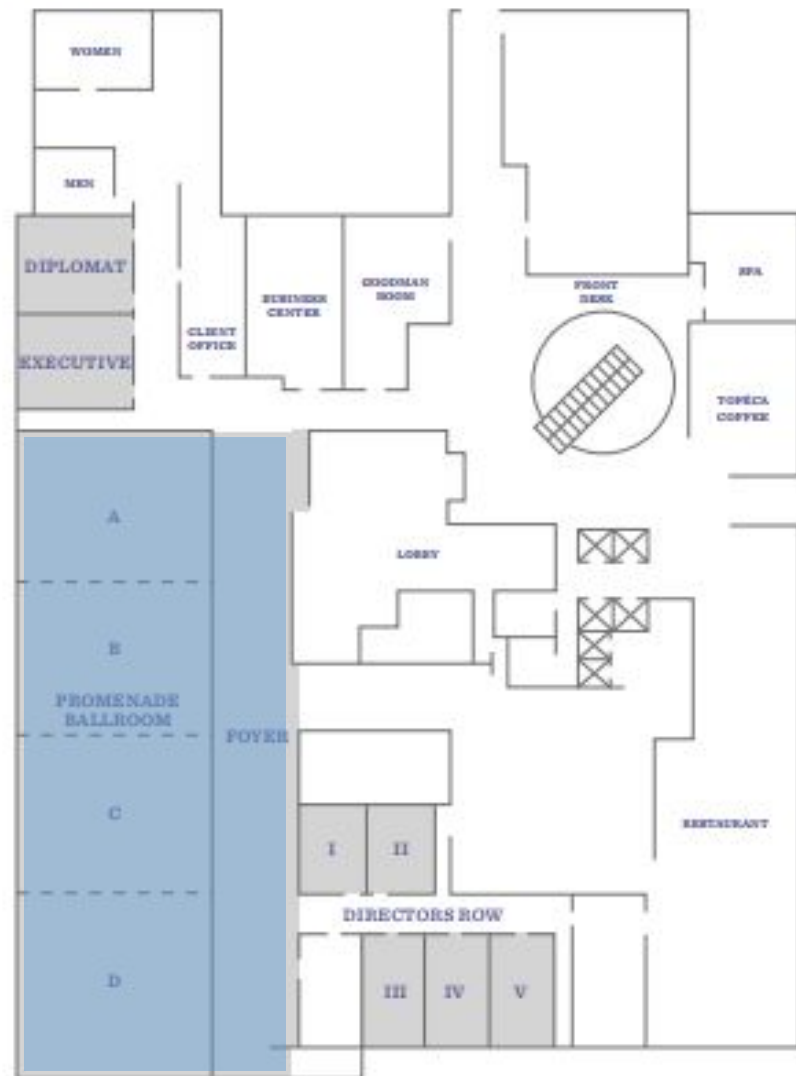 WOMEN
MEN
DIPLOMAT
EXECUTIVE
CLIENT
OFFICE
BUSINESS
CENTER
GOODMAN
ROOM
FRONT
DESK
SPA
TOPECA
COFFEE
A
LOBBY
B
PROMENADE
BALLROOM
FOYER
C
I
II
RESTAURANT
DIRECTORS ROW
D
III
IV
V